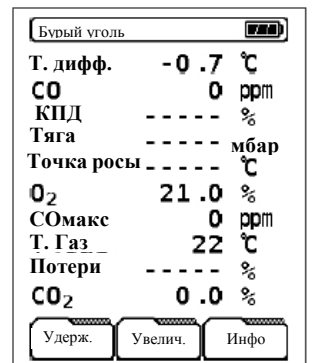 Бурый уголь
Т. дифф. -0.7 °C
CO 0 ppm
КПД ----- %
Тяга ----- мбар
Точка росы ----- °C
O₂ 21.0 %
COмакс 0 ppm
Т. Газ 22 °C
Потери ----- %
CO₂ 0.0 %
Удерж. Увелич. Инфо